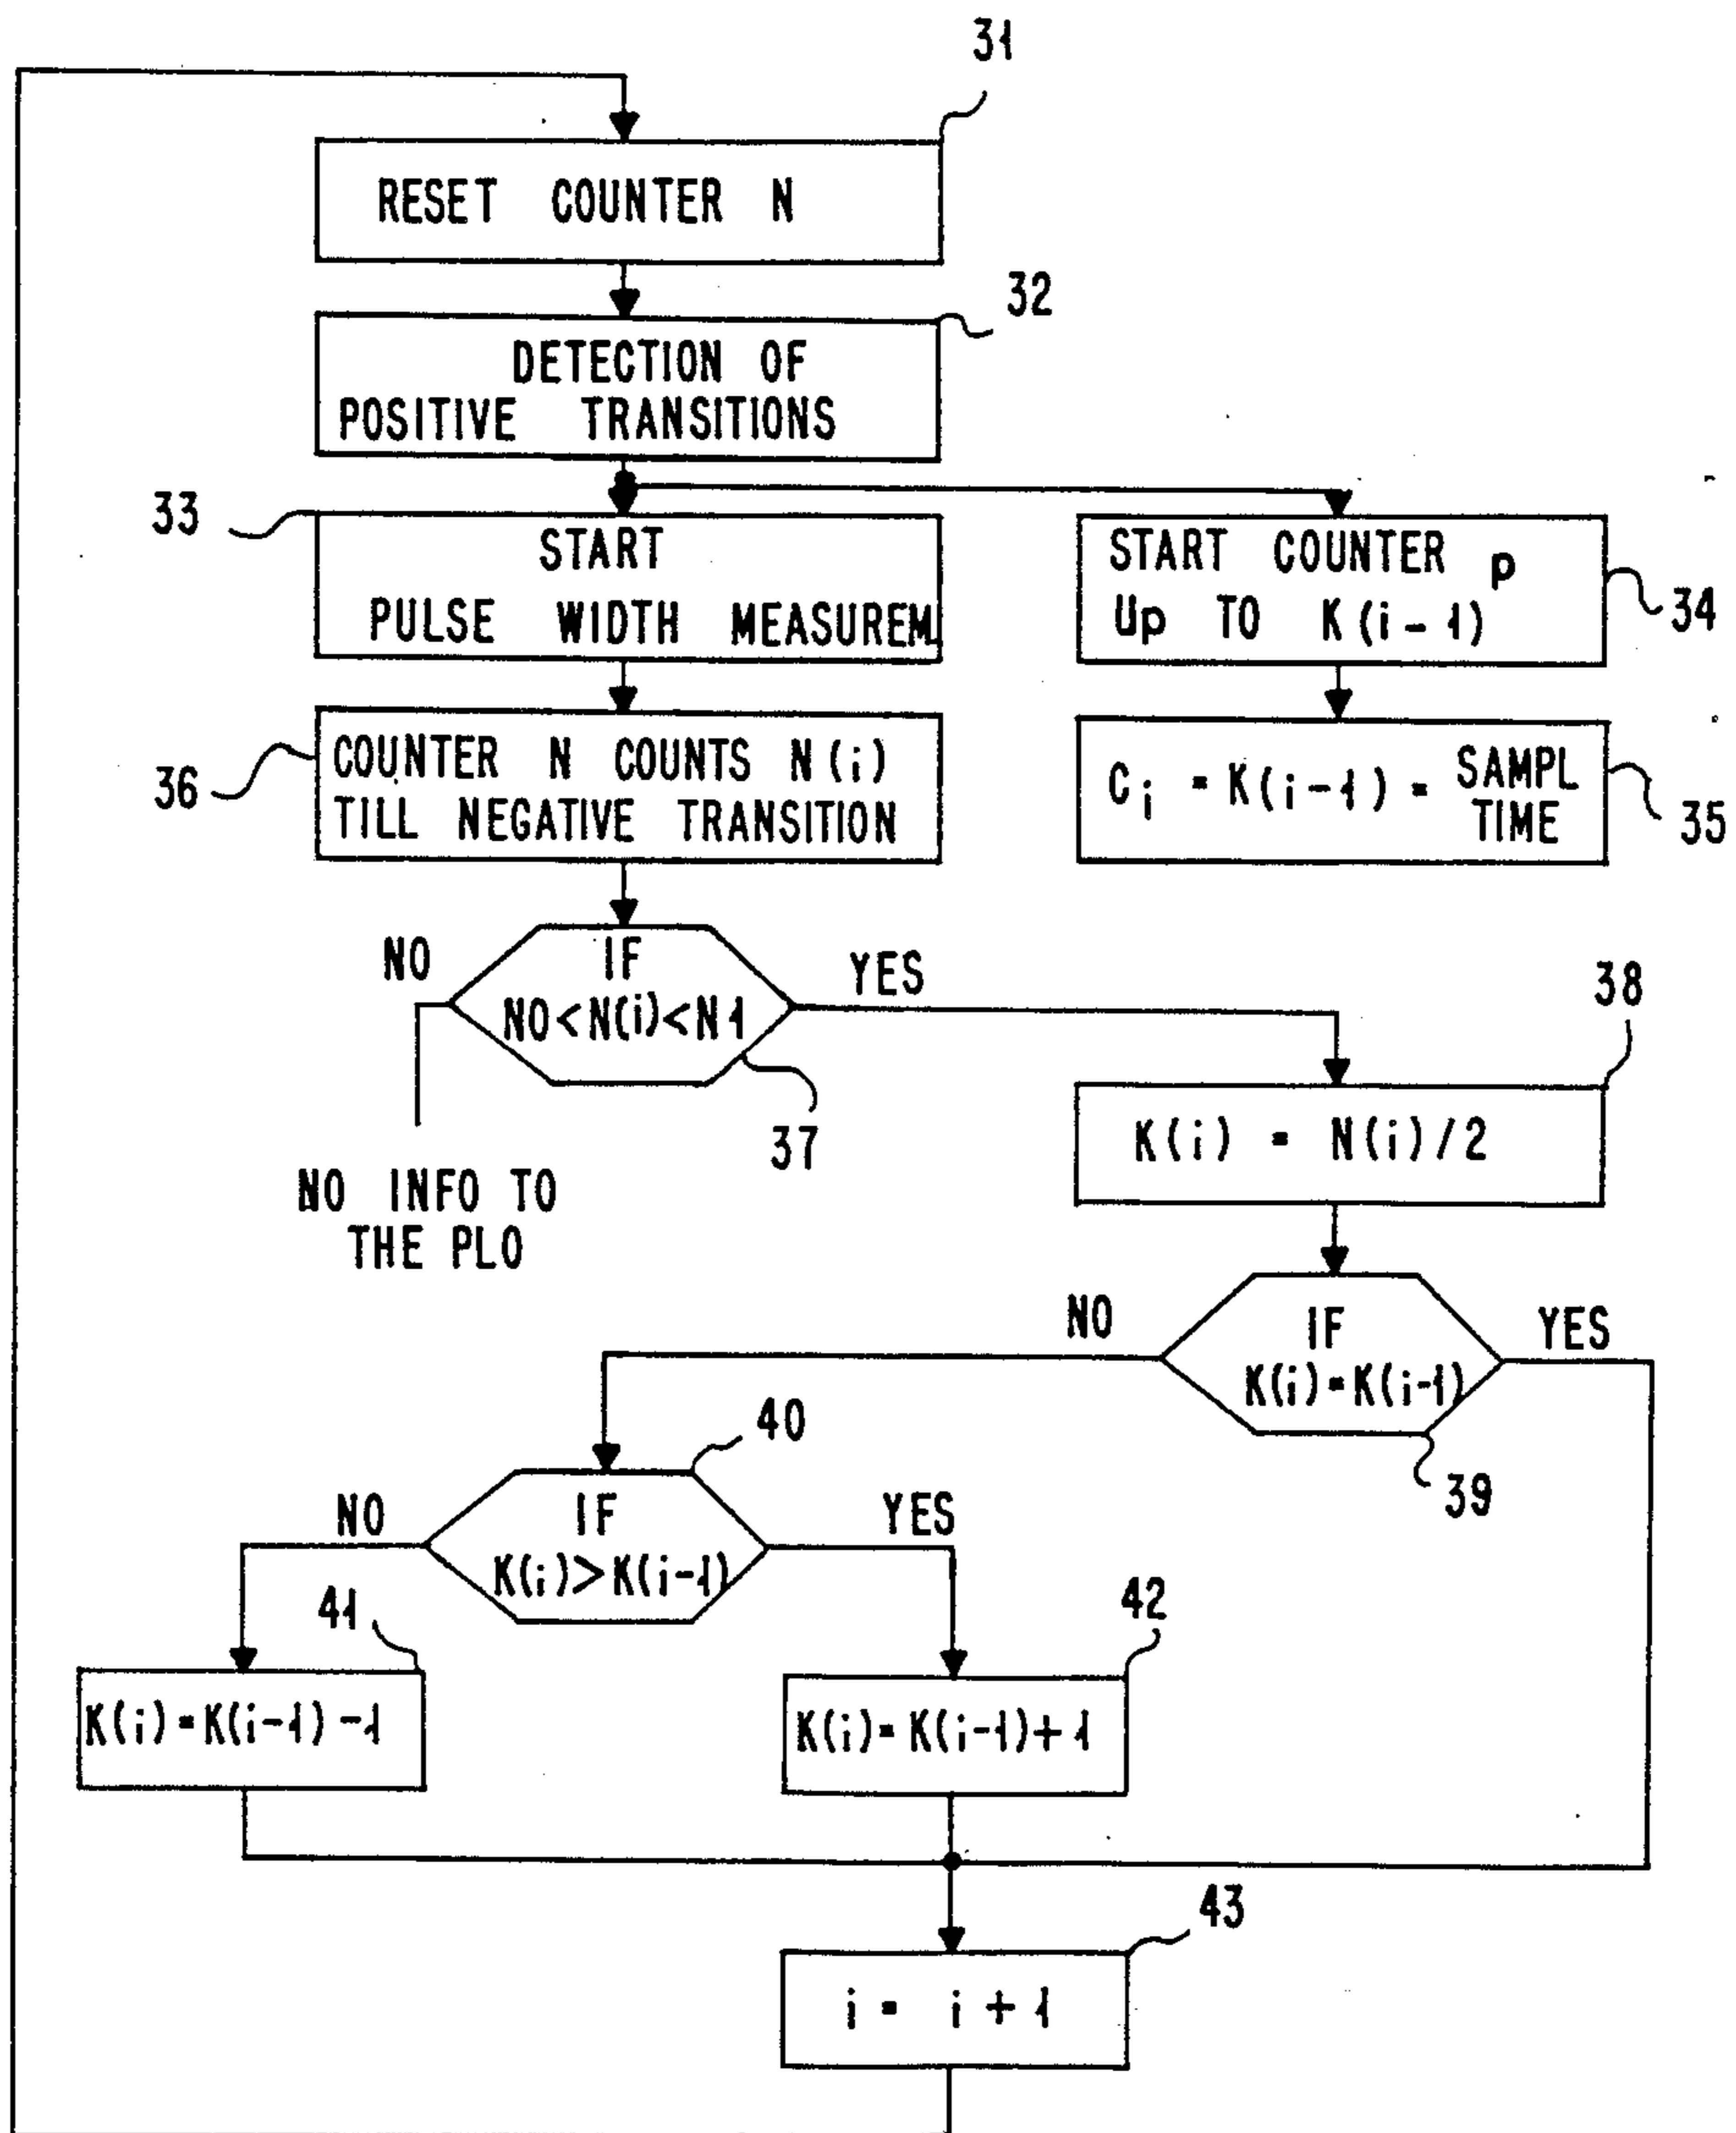 31
RESET COUNTER N
32
DETECTION OF
POSITIVE TRANSITIONS
33
START
PULSE WIDTH MEASUREM
START COUNTER p
Up TO K(i-1)
34
36
COUNTER N COUNTS N(i)
TILL NEGATIVE TRANSITION
Ci = K(i-1) = SAMPL
TIME
35
NO
IF
N0<N(i)<N1
YES
37
38
K(i) = N(i)/2
NO INFO TO
THE PLO
NO
IF
K(i)=K(i-1)
YES
39
40
NO
IF
K(i)>K(i-1)
YES
41
K(i)=K(i-1)-1
42
K(i)=K(i-1)+1
43
i = i+1